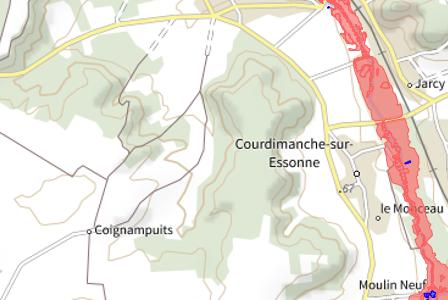 Jarcy
Courdimanche-sur-
Essonne
67
le Monceau
Coignampuits
Moulin Neuf